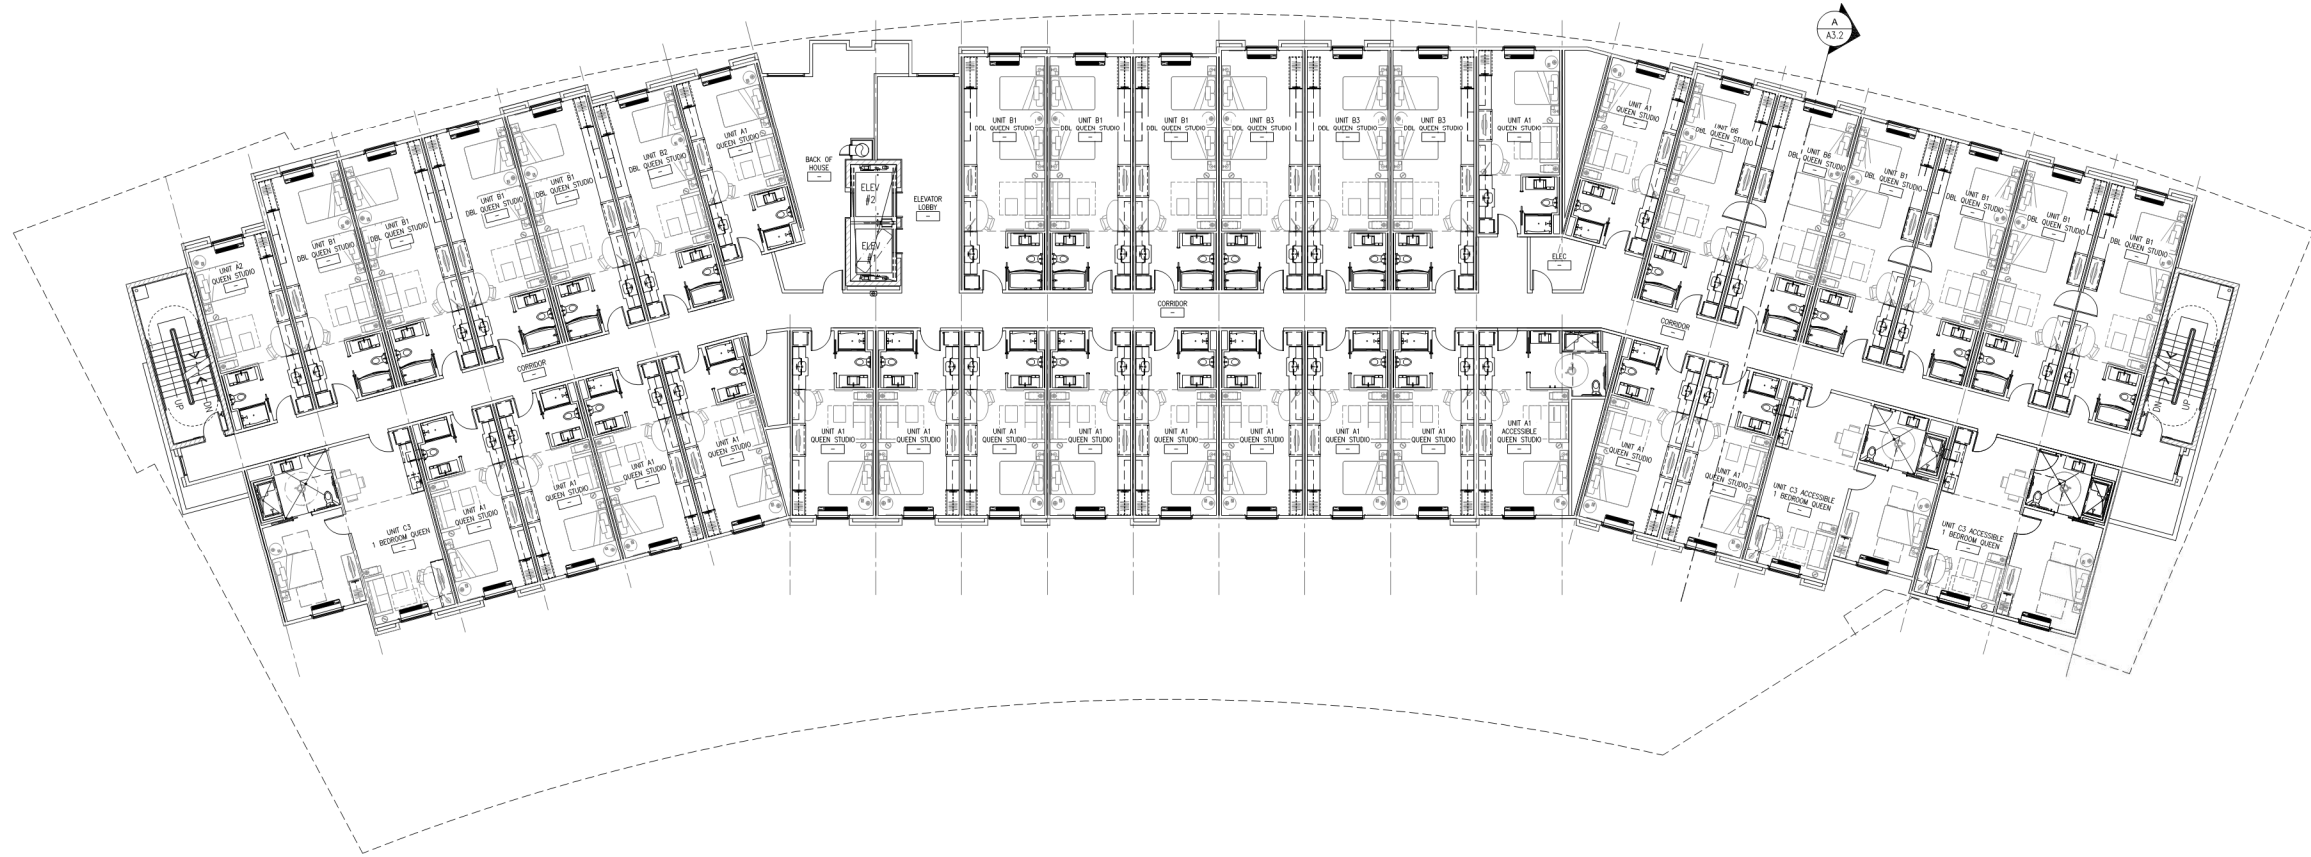 A
A3.2
UNIT A2
QUEEN STUDIO
UNIT B1
DBL QUEEN STUDIO
UNIT B1
DBL QUEEN STUDIO
UNIT B1
DBL QUEEN STUDIO
UNIT B1
DBL QUEEN STUDIO
UNIT B2
DBL QUEEN STUDIO
UNIT A1
QUEEN STUDIO
BACK OF
HOUSE
ELEV
#2
ELEV
#1
ELEVATOR
LOBBY
UNIT B1
DBL QUEEN STUDIO
UNIT B1
DBL QUEEN STUDIO
UNIT B1
DBL QUEEN STUDIO
UNIT B3
DBL QUEEN STUDIO
UNIT B3
DBL QUEEN STUDIO
UNIT B3
DBL QUEEN STUDIO
UNIT A1
QUEEN STUDIO
ELEC
UNIT A1
QUEEN STUDIO
UNIT B6
DBL QUEEN STUDIO
UNIT B6
DBL QUEEN STUDIO
UNIT B1
DBL QUEEN STUDIO
UNIT B1
DBL QUEEN STUDIO
UNIT B1
DBL QUEEN STUDIO
UNIT B1
DBL QUEEN STUDIO
UP
DN
CORRIDOR
CORRIDOR
CORRIDOR
DN
UP
UNIT C3
1 BEDROOM QUEEN
UNIT A1
QUEEN STUDIO
UNIT A1
QUEEN STUDIO
UNIT A1
QUEEN STUDIO
UNIT A1
QUEEN STUDIO
UNIT A1
QUEEN STUDIO
UNIT A1
QUEEN STUDIO
UNIT A1
QUEEN STUDIO
UNIT A1
QUEEN STUDIO
UNIT A1
QUEEN STUDIO
UNIT A1
QUEEN STUDIO
UNIT A1
QUEEN STUDIO
UNIT A1
QUEEN STUDIO
UNIT A1
ACCESSIBLE
QUEEN STUDIO
UNIT A1
QUEEN STUDIO
UNIT A1
QUEEN STUDIO
UNIT C3 ACCESSIBLE
1 BEDROOM QUEEN
UNIT C3 ACCESSIBLE
1 BEDROOM QUEEN